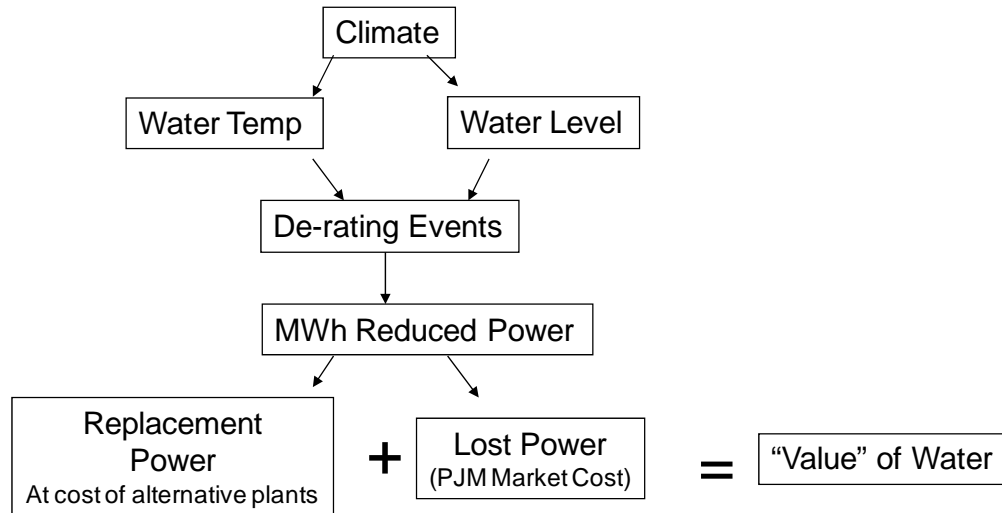 Climate
Water Temp
Water Level
De-rating Events
MWh Reduced Power
Replacement
Power
At cost of alternative plants
+
Lost Power
(PJM Market Cost)
=
“Value” of Water